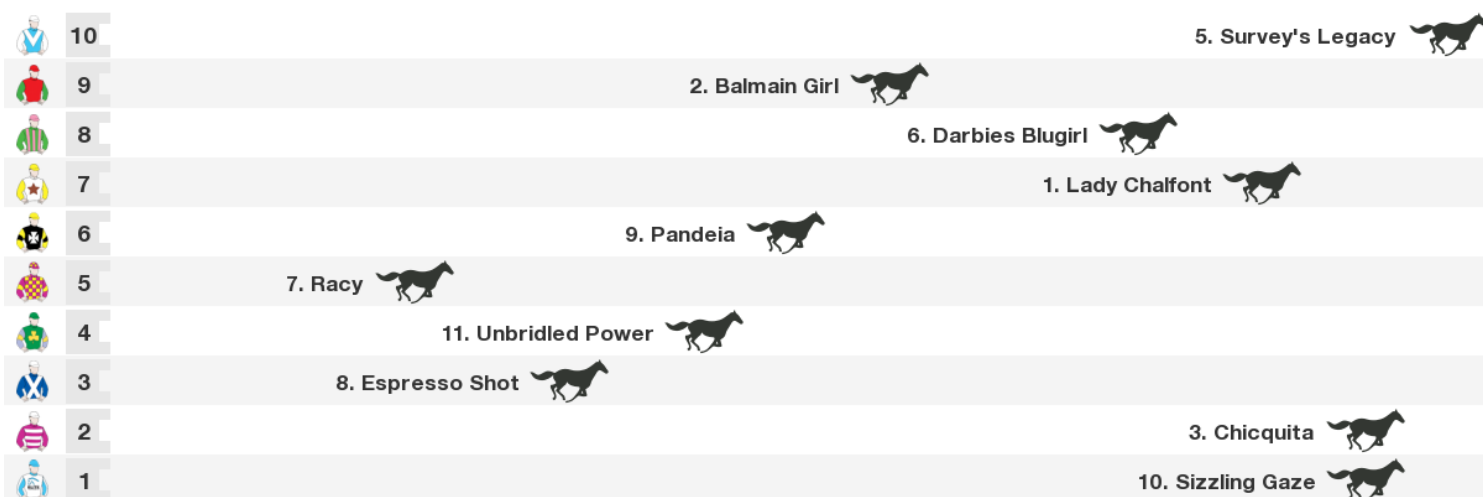 10 5. Survey's Legacy
9 2. Balmain Girl
8 6. Darbies Blugirl
7 1. Lady Chalfont
6 9. Pandeia
5 7. Racy
4 11. Unbridled Power
3 8. Espresso Shot
2 3. Chicquita
1 10. Sizzling Gaze